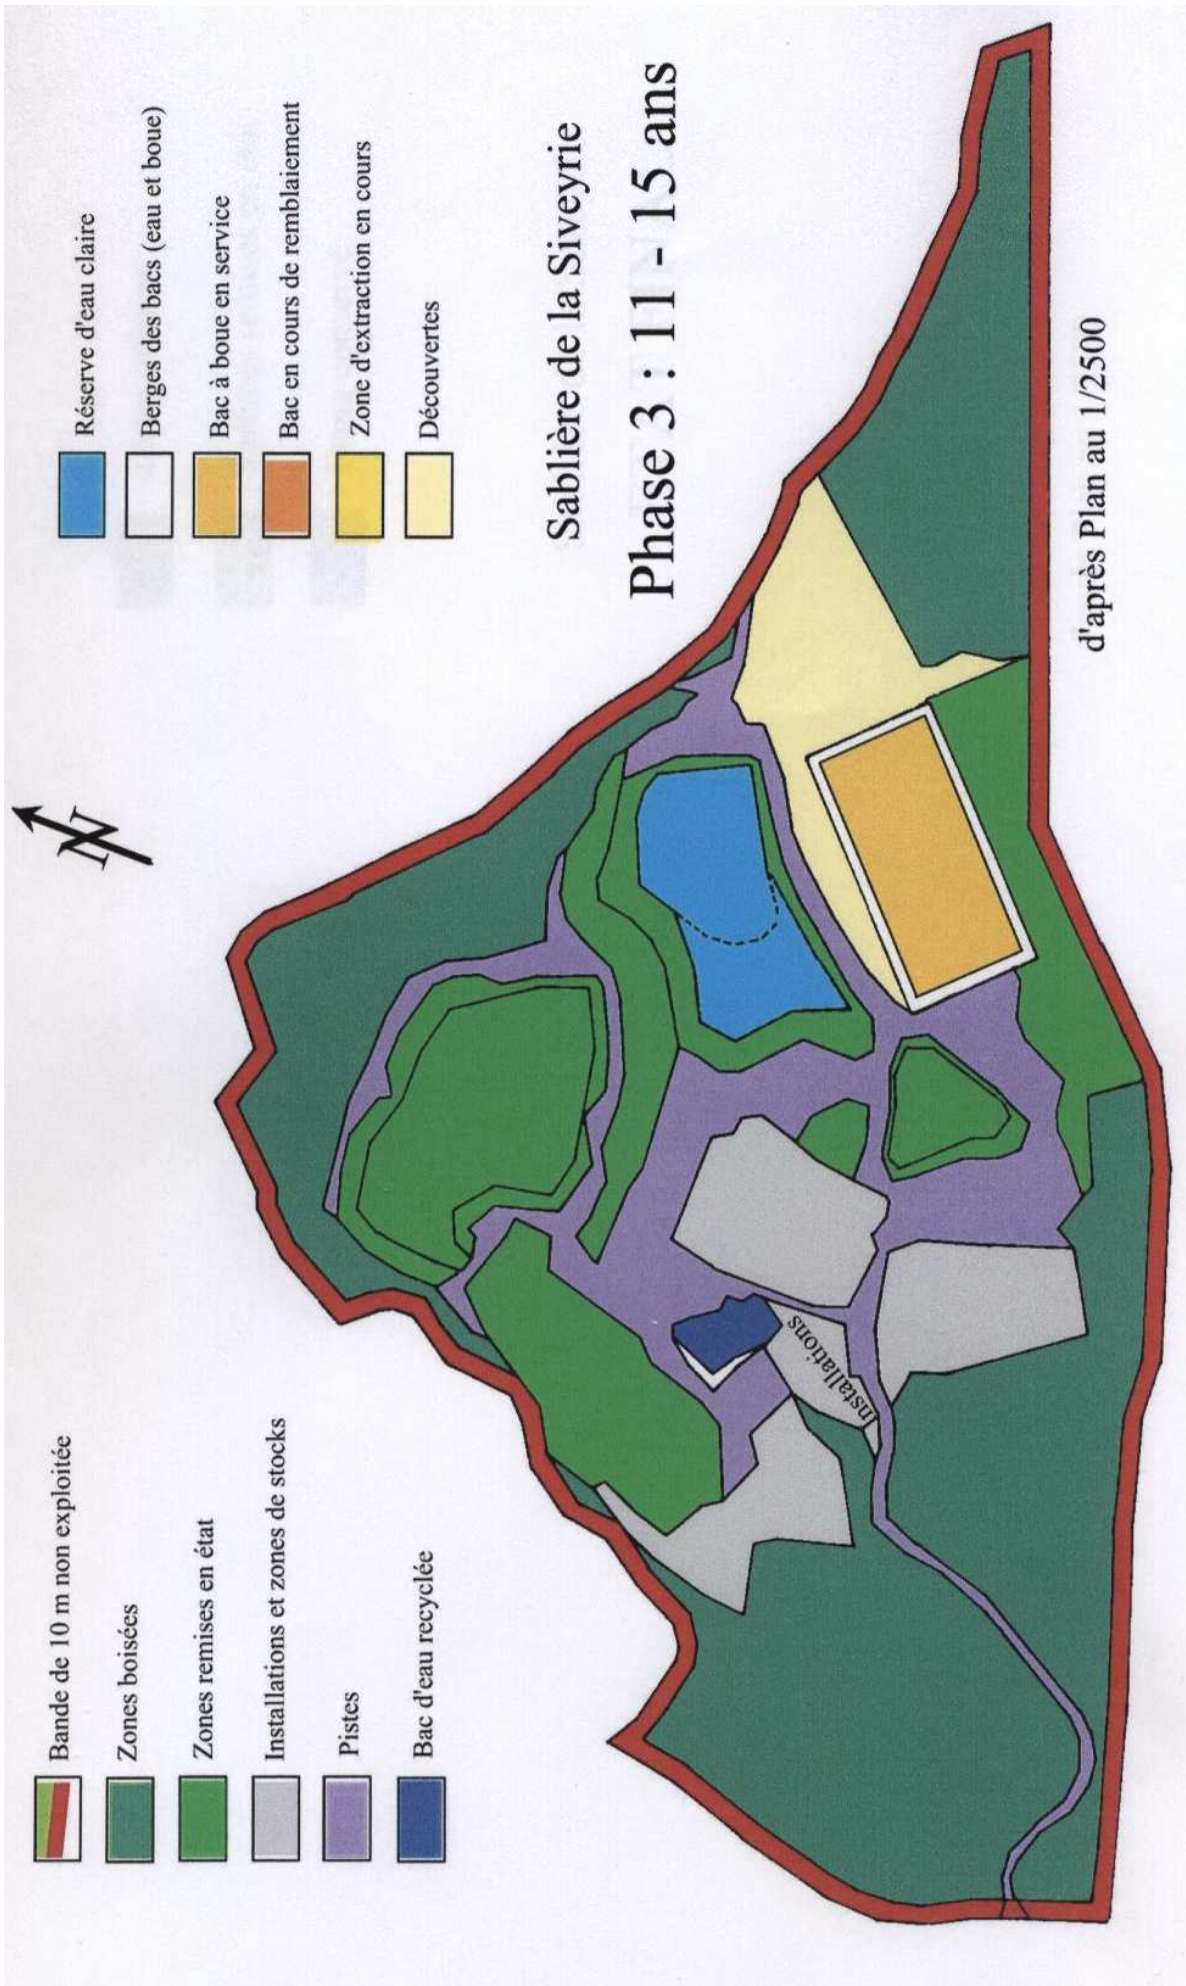 Bande de 10 m non exploitée
Zones boisées
Zones remises en état
Installations et zones de stocks
Pistes
Bac d'eau recyclée
Réserve d'eau claire
Berges des bacs (eau et boue)
Bac à boue en service
Bac en cours de remblaiement
Zone d'extraction en cours
Découvertes
N
Sablière de la Siveyrie
Phase 3 : 11 - 15 ans
Installations
d'après Plan au 1/2500